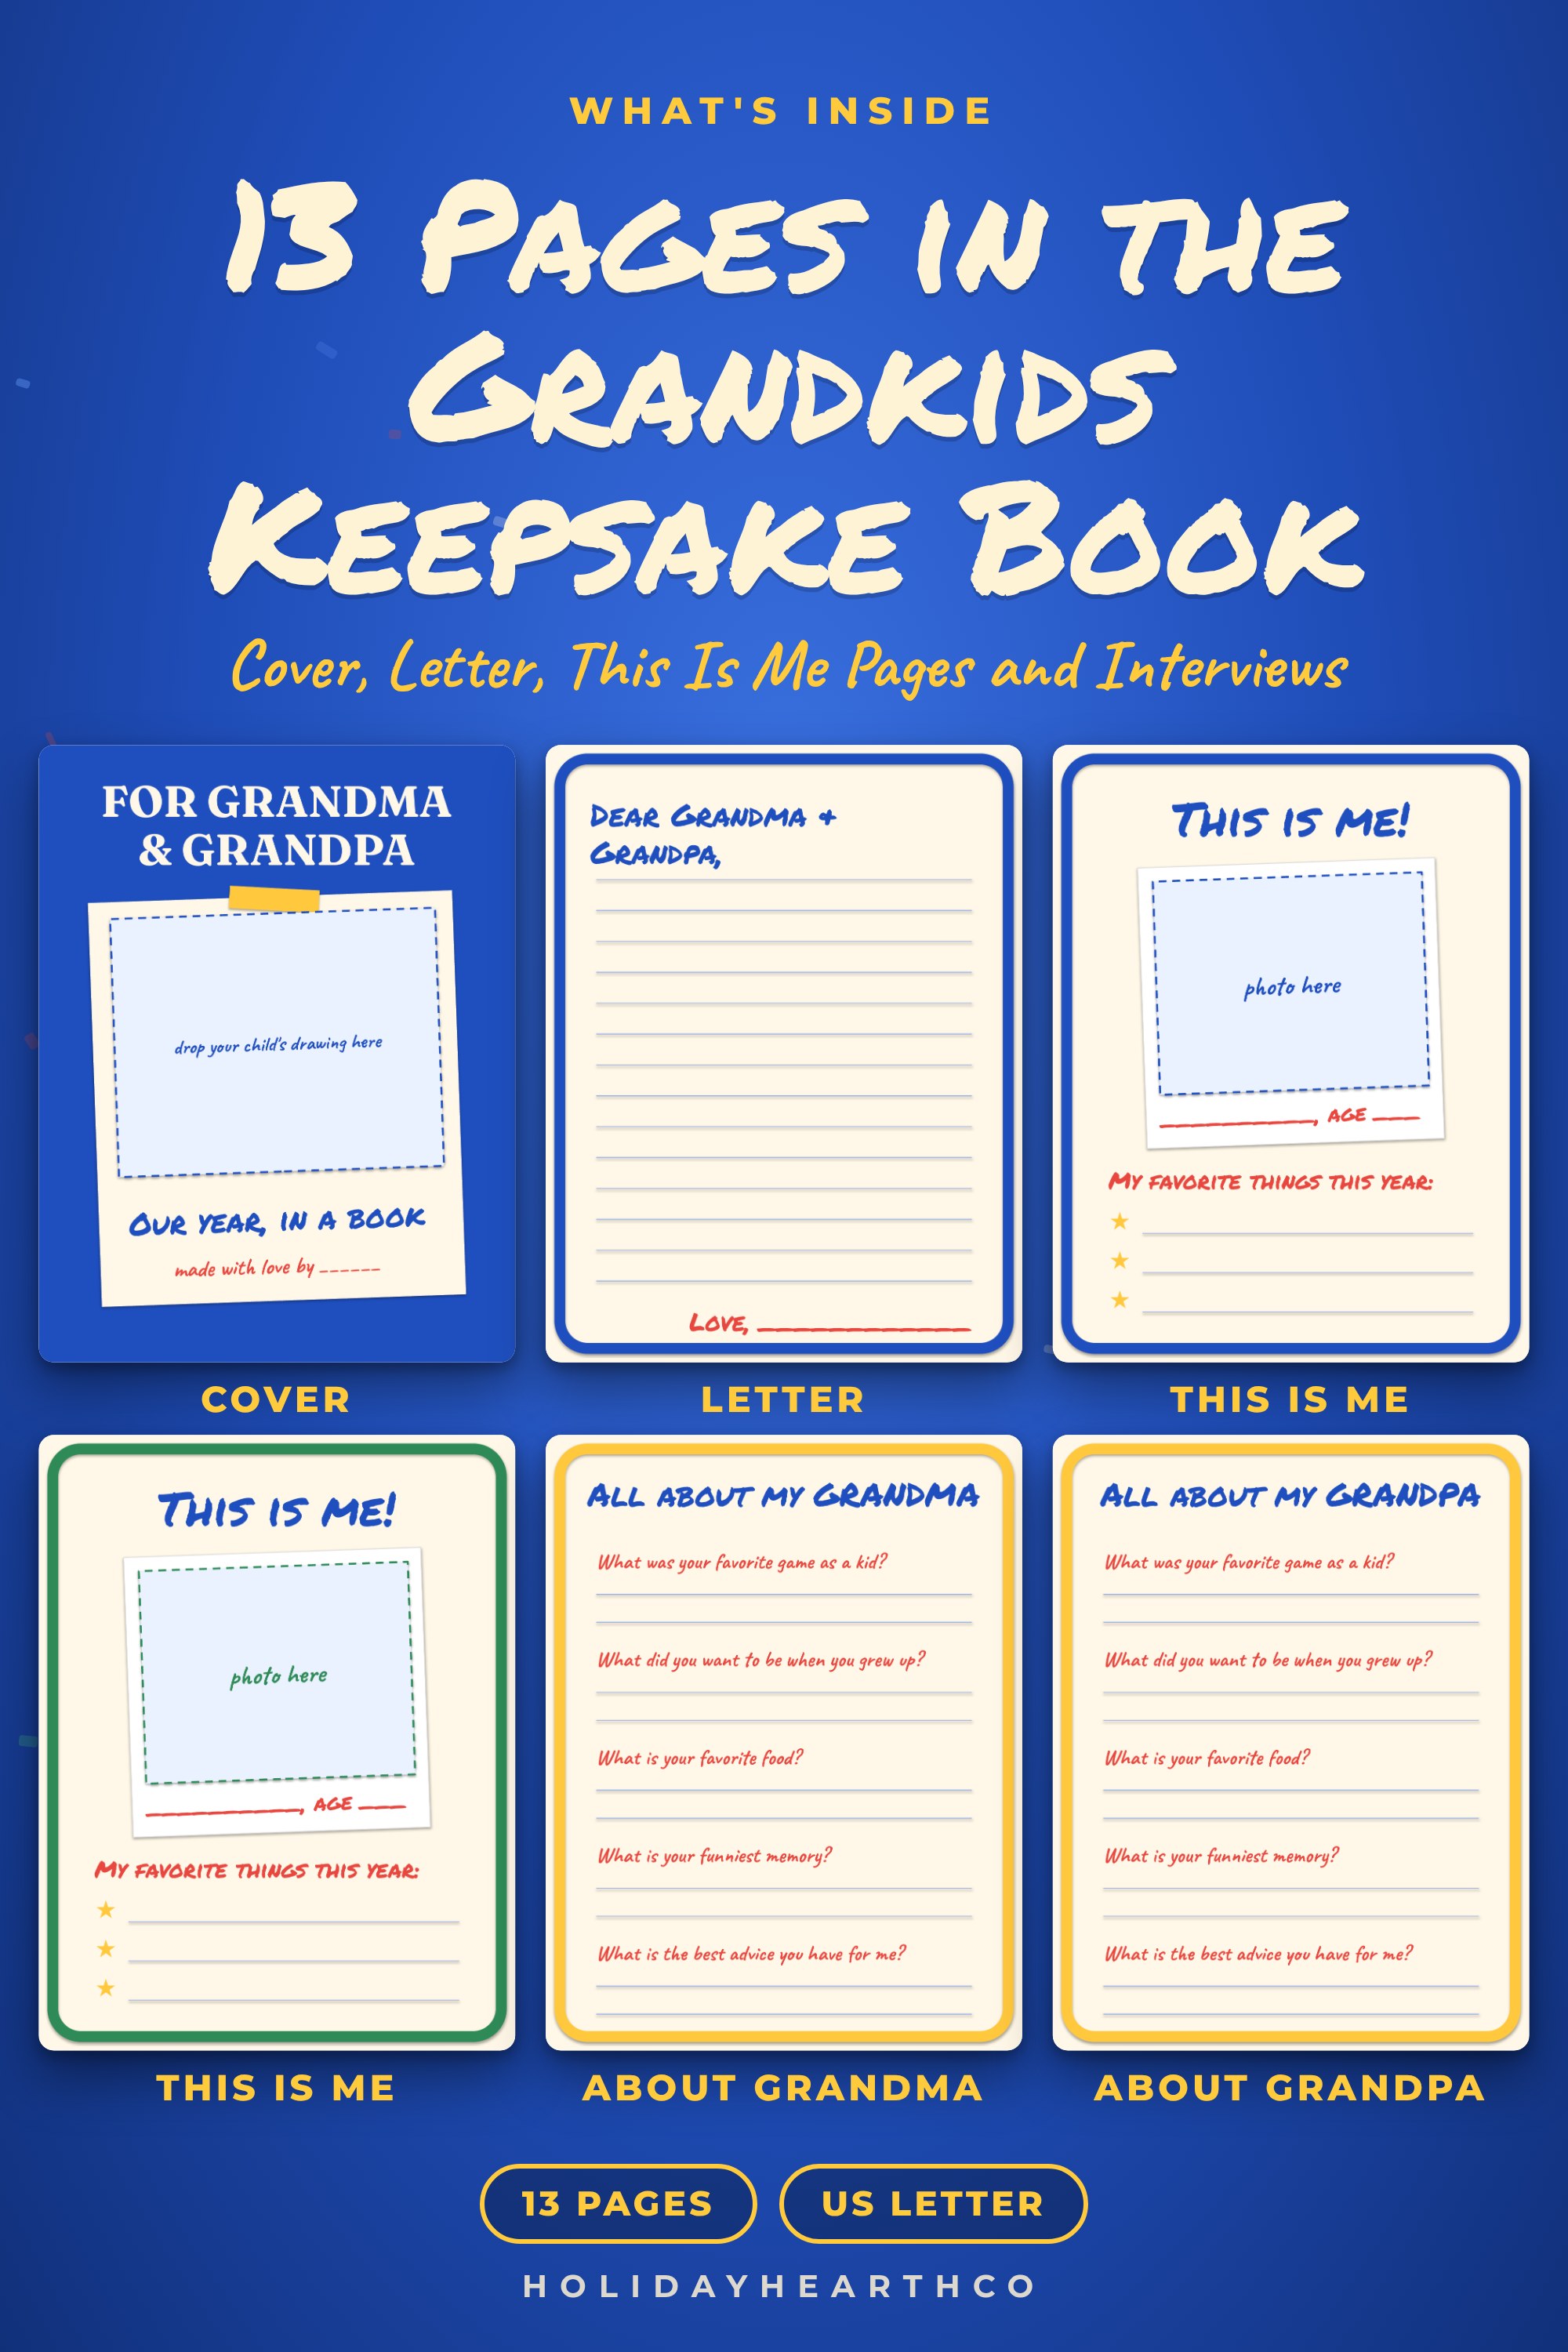 WHAT'S INSIDE
13 PAGES IN THE
GRANDKIDS
KEEPSAKE BOOK
Cover, Letter, This Is Me Pages and Interviews
FOR GRANDMA
& GRANDPA
drop your child's drawing here
OUR YEAR, IN A BOOK
made with love by ______
COVER
DEAR GRANDMA &
GRANDPA,
LOVE, ______________
LETTER
THIS IS ME!
photo here
____________, AGE ____
MY FAVORITE THINGS THIS YEAR:
THIS IS ME
THIS IS ME!
photo here
____________, AGE ____
MY FAVORITE THINGS THIS YEAR:
THIS IS ME
ALL ABOUT MY GRANDMA
What was your favorite game as a kid?
What did you want to be when you grew up?
What is your favorite food?
What is your funniest memory?
What is the best advice you have for me?
ABOUT GRANDMA
ALL ABOUT MY GRANDPA
What was your favorite game as a kid?
What did you want to be when you grew up?
What is your favorite food?
What is your funniest memory?
What is the best advice you have for me?
ABOUT GRANDPA
13 PAGES
US LETTER
HOLIDAYHEARTHCO